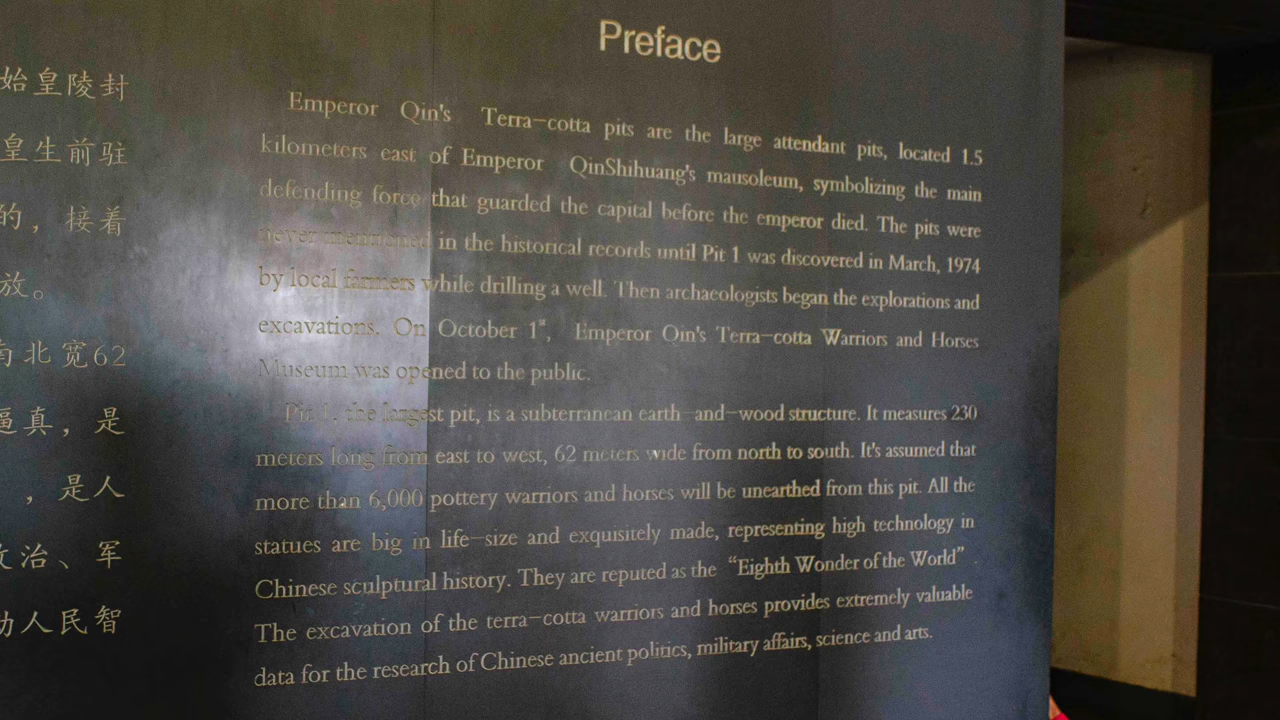 始皇陵封
皇生前驻
的，接着
放。
南北宽62
逼真，是
，是人
政治、军
动人民智
Preface
Emperor Qin's Terra-cotta pits are the large attendant pits, located 1.5
kilometers east of Emperor QinShihuang's mausoleum, symbolizing the main
defending force that guarded the capital before the emperor died. The pits were
never mentioned in the historical records until Pit 1 was discovered in March, 1974
by local farmers while drilling a well. Then archaeologists began the explorations and
excavations. On October 1st, Emperor Qin's Terra-cotta Warriors and Horses
Museum was opened to the public.
Pit 1, the largest pit, is a subterranean earth-and-wood structure. It measures 230
meters long from east to west, 62 meters wide from north to south. It's assumed that
more than 6,000 pottery warriors and horses will be unearthed from this pit. All the
statues are big in life-size and exquisitely made, representing high technology in
Chinese sculptural history. They are reputed as the “Eighth Wonder of the World”
The excavation of the terra-cotta warriors and horses provides extremely valuable
data for the research of Chinese ancient politics, military affairs, science and arts.